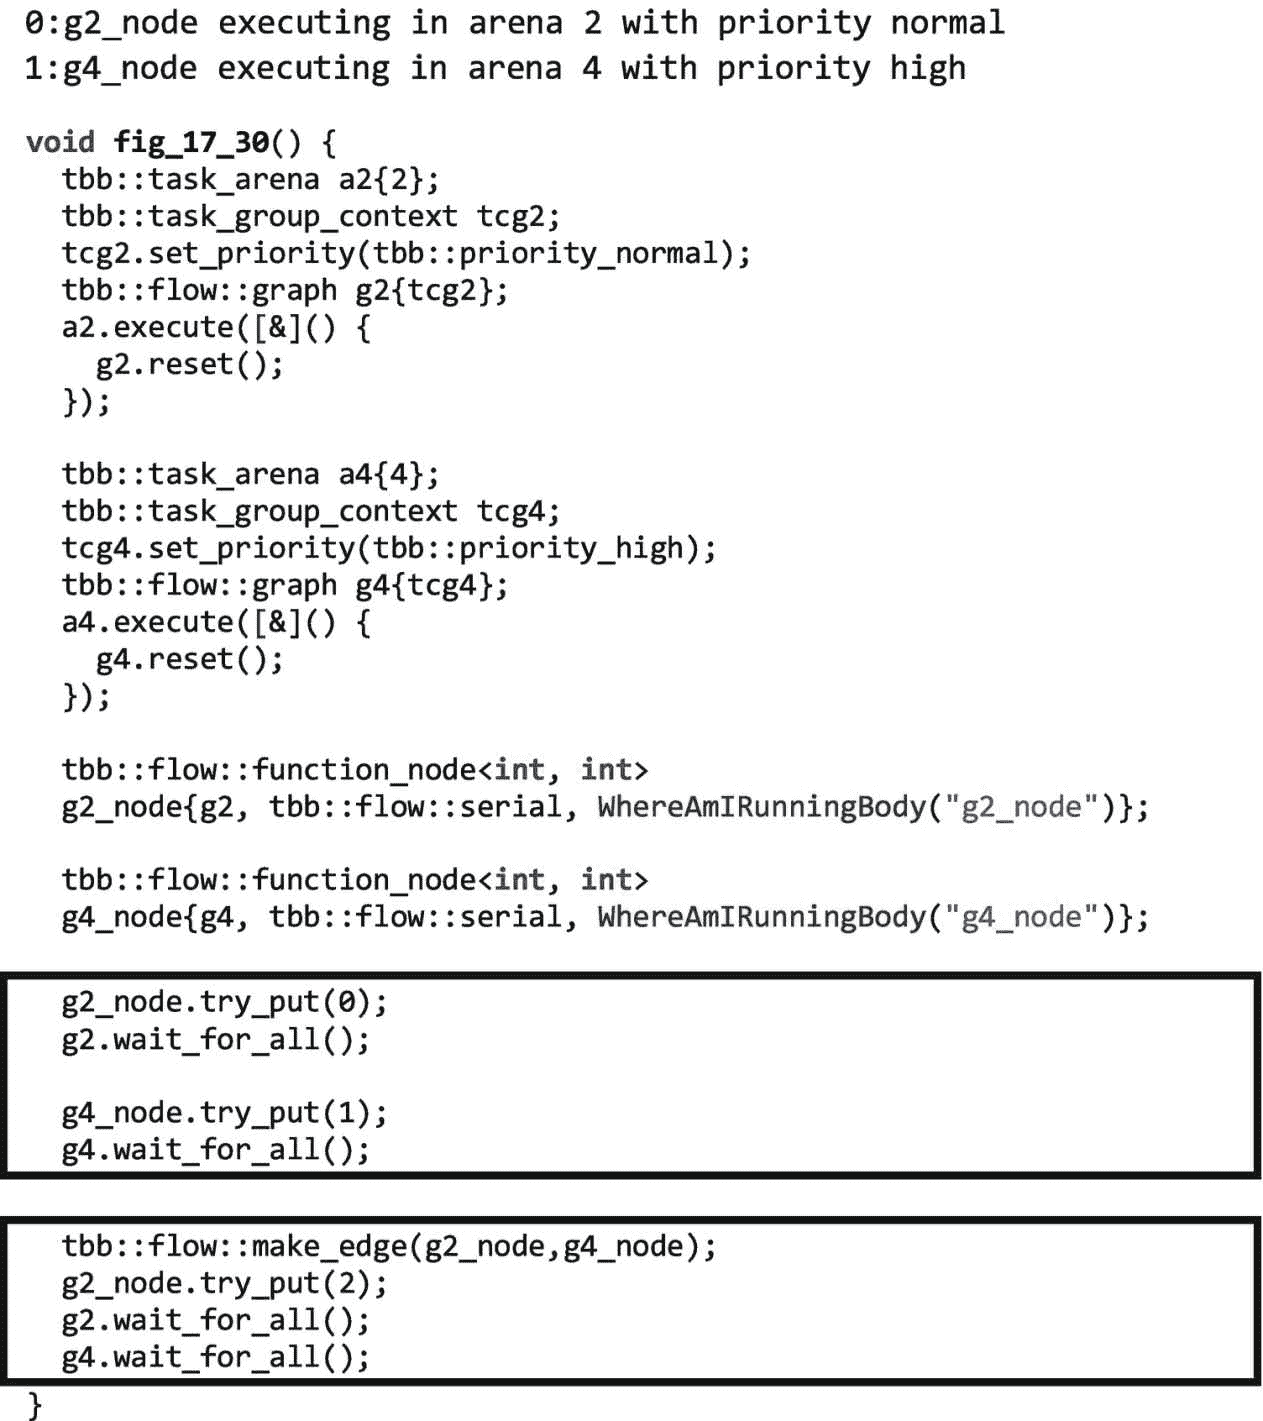 0:g2_node executing in arena 2 with priority normal
1:g4_node executing in arena 4 with priority high
void fig_17_30() {
  tbb::task_arena a2{2};
  tbb::task_group_context tcg2;
  tcg2.set_priority(tbb::priority_normal);
  tbb::flow::graph g2{tcg2};
  a2.execute([&]() {
    g2.reset();
  });
  tbb::task_arena a4{4};
  tbb::task_group_context tcg4;
  tcg4.set_priority(tbb::priority_high);
  tbb::flow::graph g4{tcg4};
  a4.execute([&]() {
    g4.reset();
  });
  tbb::flow::function_node<int, int>
  g2_node{g2, tbb::flow::serial, WhereAmIRunningBody("g2_node")};
  tbb::flow::function_node<int, int>
  g4_node{g4, tbb::flow::serial, WhereAmIRunningBody("g4_node")};
  g2_node.try_put(0);
  g2.wait_for_all();
  g4_node.try_put(1);
  g4.wait_for_all();
  tbb::flow::make_edge(g2_node,g4_node);
  g2_node.try_put(2);
  g2.wait_for_all();
  g4.wait_for_all();
}